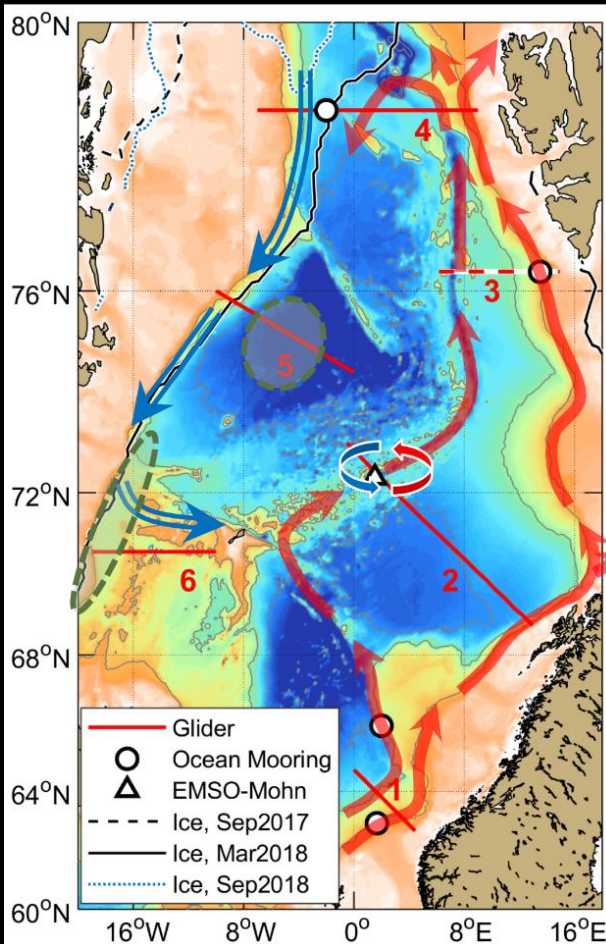 80°N
4
76°N
3
5
72°N
2
6
68°N
Glider
Ocean Mooring
EMSO-Mohn
Ice, Sep2017
Ice, Mar2018
Ice, Sep2018
1
64°N
60°N
16°W 8°W 0° 8°E 16°E